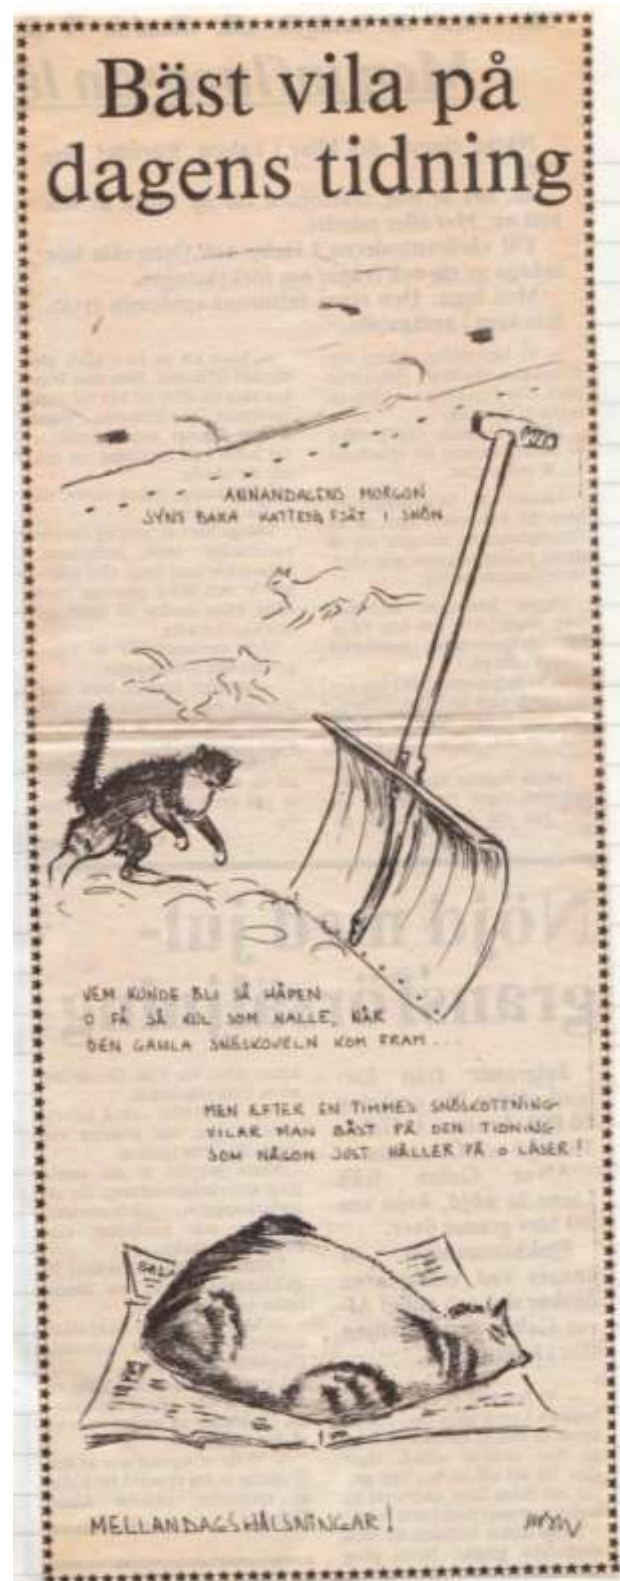 Bäst vila på
dagens tidning
ANNANDAGENS MORGON
SYNS BARA KATTENS FJÄT I SNÖN
VEM KUNDE BLI SÅ HÄPEN
O FÅ SÅ KUL SOM NALLE, NÄR
DEN GAMLA SNÖSKOVELN KOM FRAM...
MEN EFTER EN TIMMES SNÖSKOTTNING
VILAR MAN BÄST PÅ DEN TIDNING
SOM NÅGON JUST HÅLLER PÅ O LÄSER!
MELLANDAGSHÄLSNINGAR!